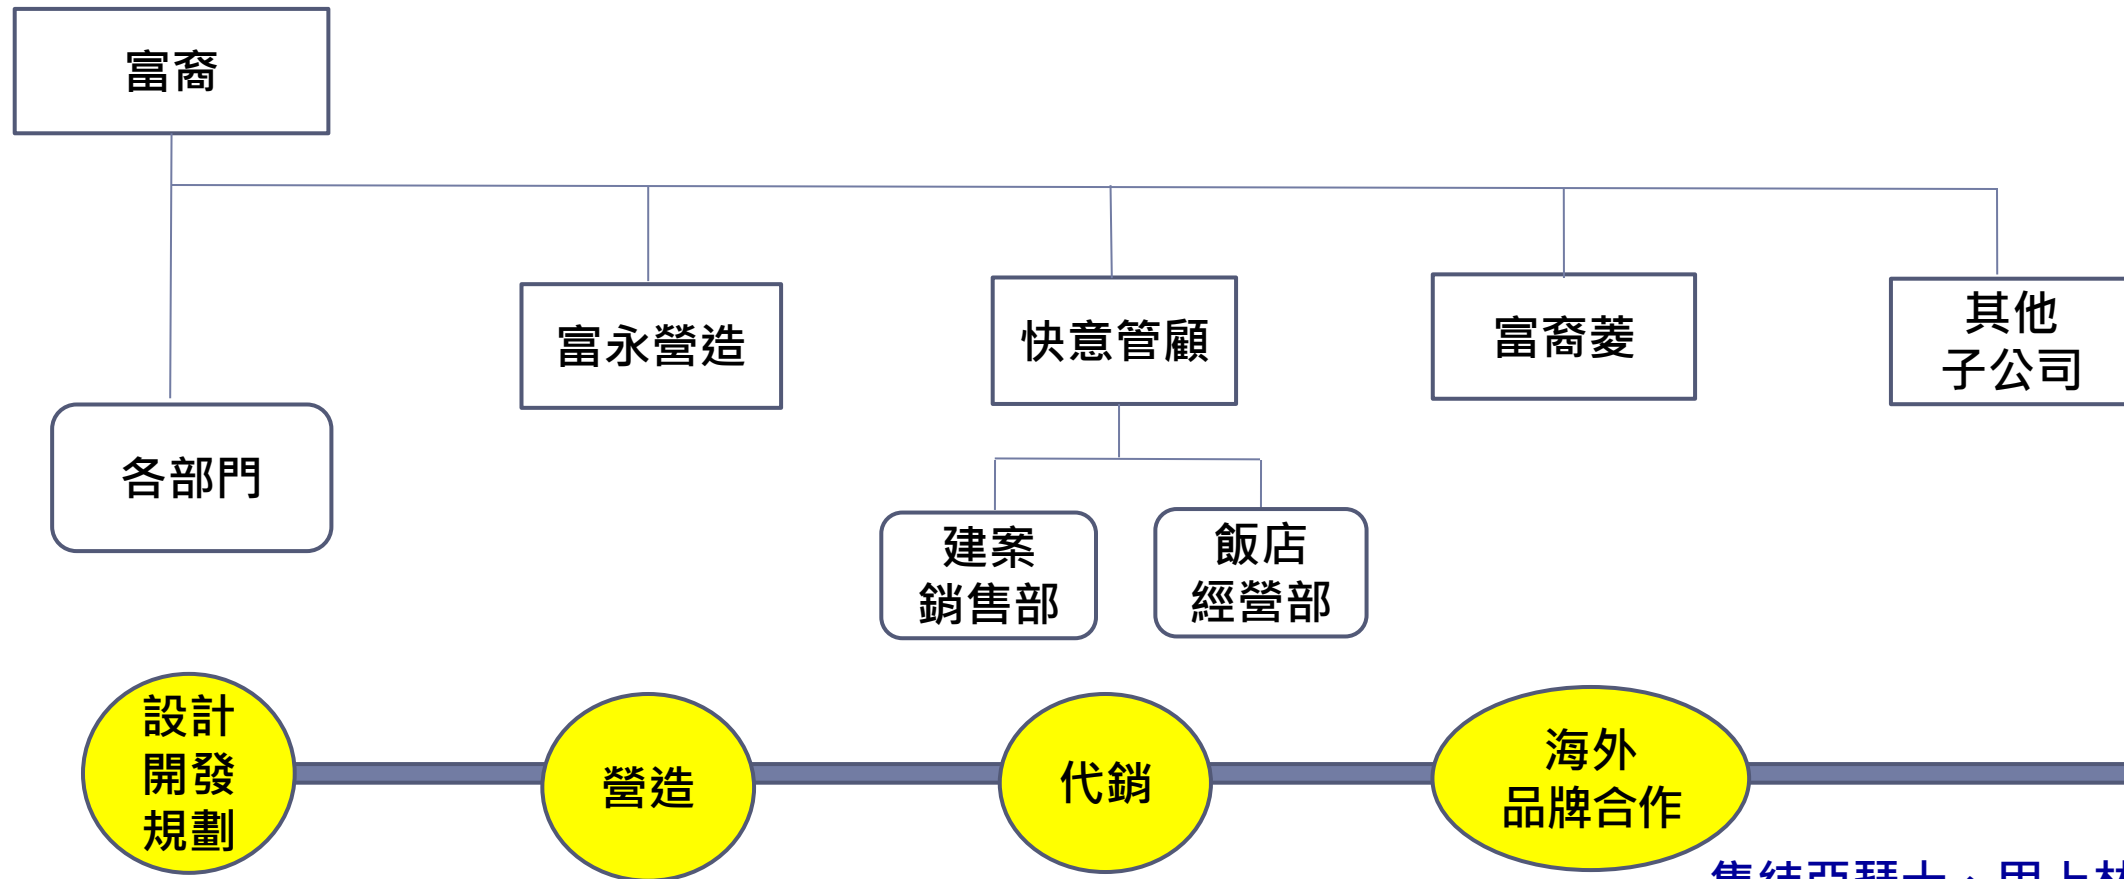 富裔
富永營造
快意管顧
富裔菱
其他
子公司
各部門
建案
銷售部
飯店
經營部
設計
開發
規劃
營造
代銷
海外
品牌合作